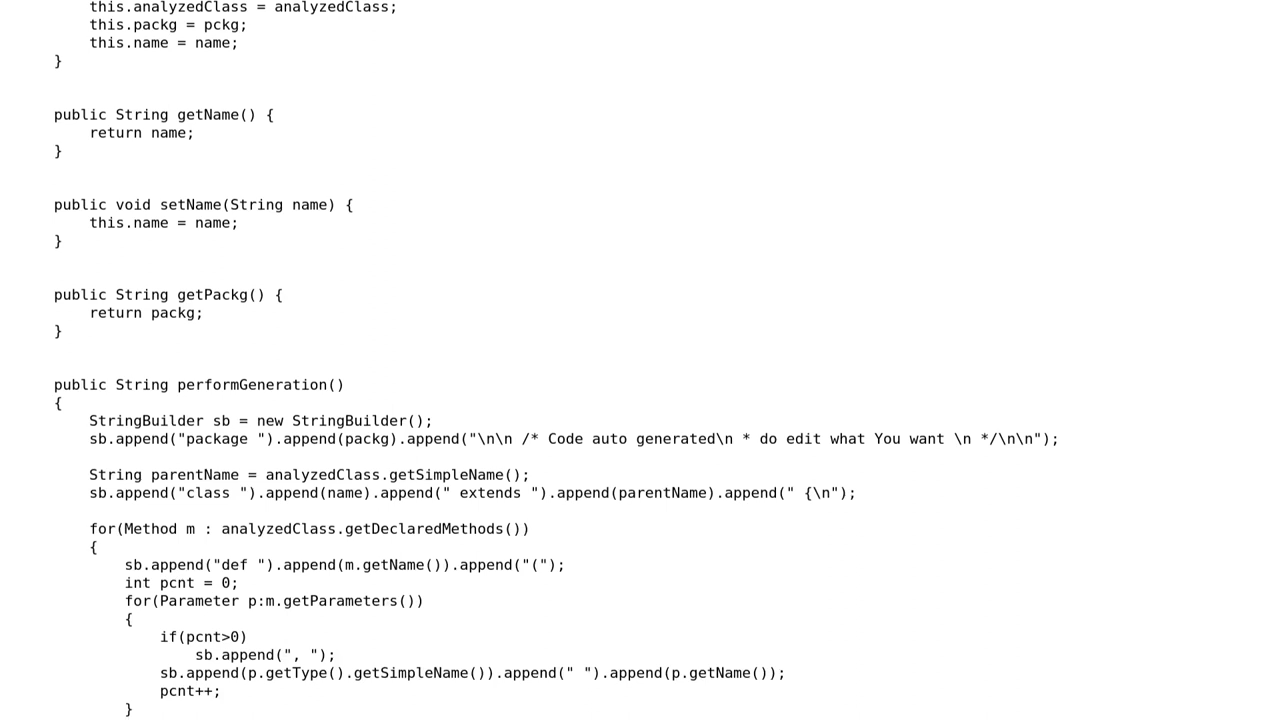 this.analyzedClass = analyzedClass;
this.packg = pckg;
this.name = name;
}
public String getName() {
return name;
}
public void setName(String name) {
this.name = name;
}
public String getPackg() {
return packg;
}
public String performGeneration()
{
StringBuilder sb = new StringBuilder();
sb.append("package ").append(packg).append("\n\n /* Code auto generated\n * do edit what You want \n */\n\n");
String parentName = analyzedClass.getSimpleName();
sb.append("class ").append(name).append(" extends ").append(parentName).append(" {\n");
for(Method m : analyzedClass.getDeclaredMethods())
{
sb.append("def ").append(m.getName()).append("(");
int pcnt = 0;
for(Parameter p:m.getParameters())
{
if(pcnt>0)
sb.append(", ");
sb.append(p.getType().getSimpleName()).append(" ").append(p.getName());
pcnt++;
}